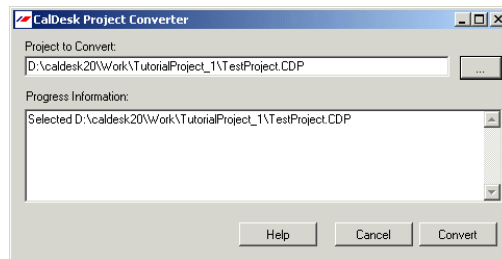 CalDesk Project Converter
Project to Convert:
D:\caldesk20\Work\TutorialProject_1\TestProject.CDP
...
Progress Information:
Selected D:\caldesk20\Work\TutorialProject_1\TestProject.CDP
Help Cancel Convert